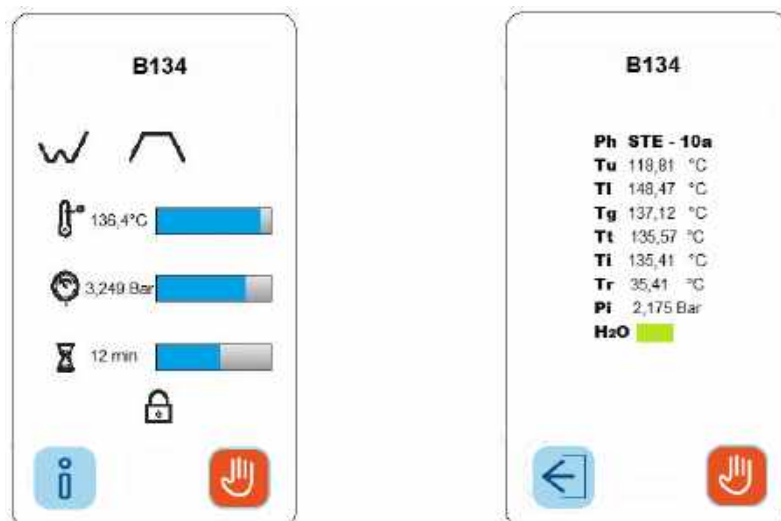 B134
136,4°C
3,249 Bar
12 min
B134
Ph STE - 10a
Tu 118,81 °C
Tl 148,47 °C
Tg 137,12 °C
Tt 135,57 °C
Ti 135,41 °C
Tr 35,41 °C
Pi 2,175 Bar
H2O